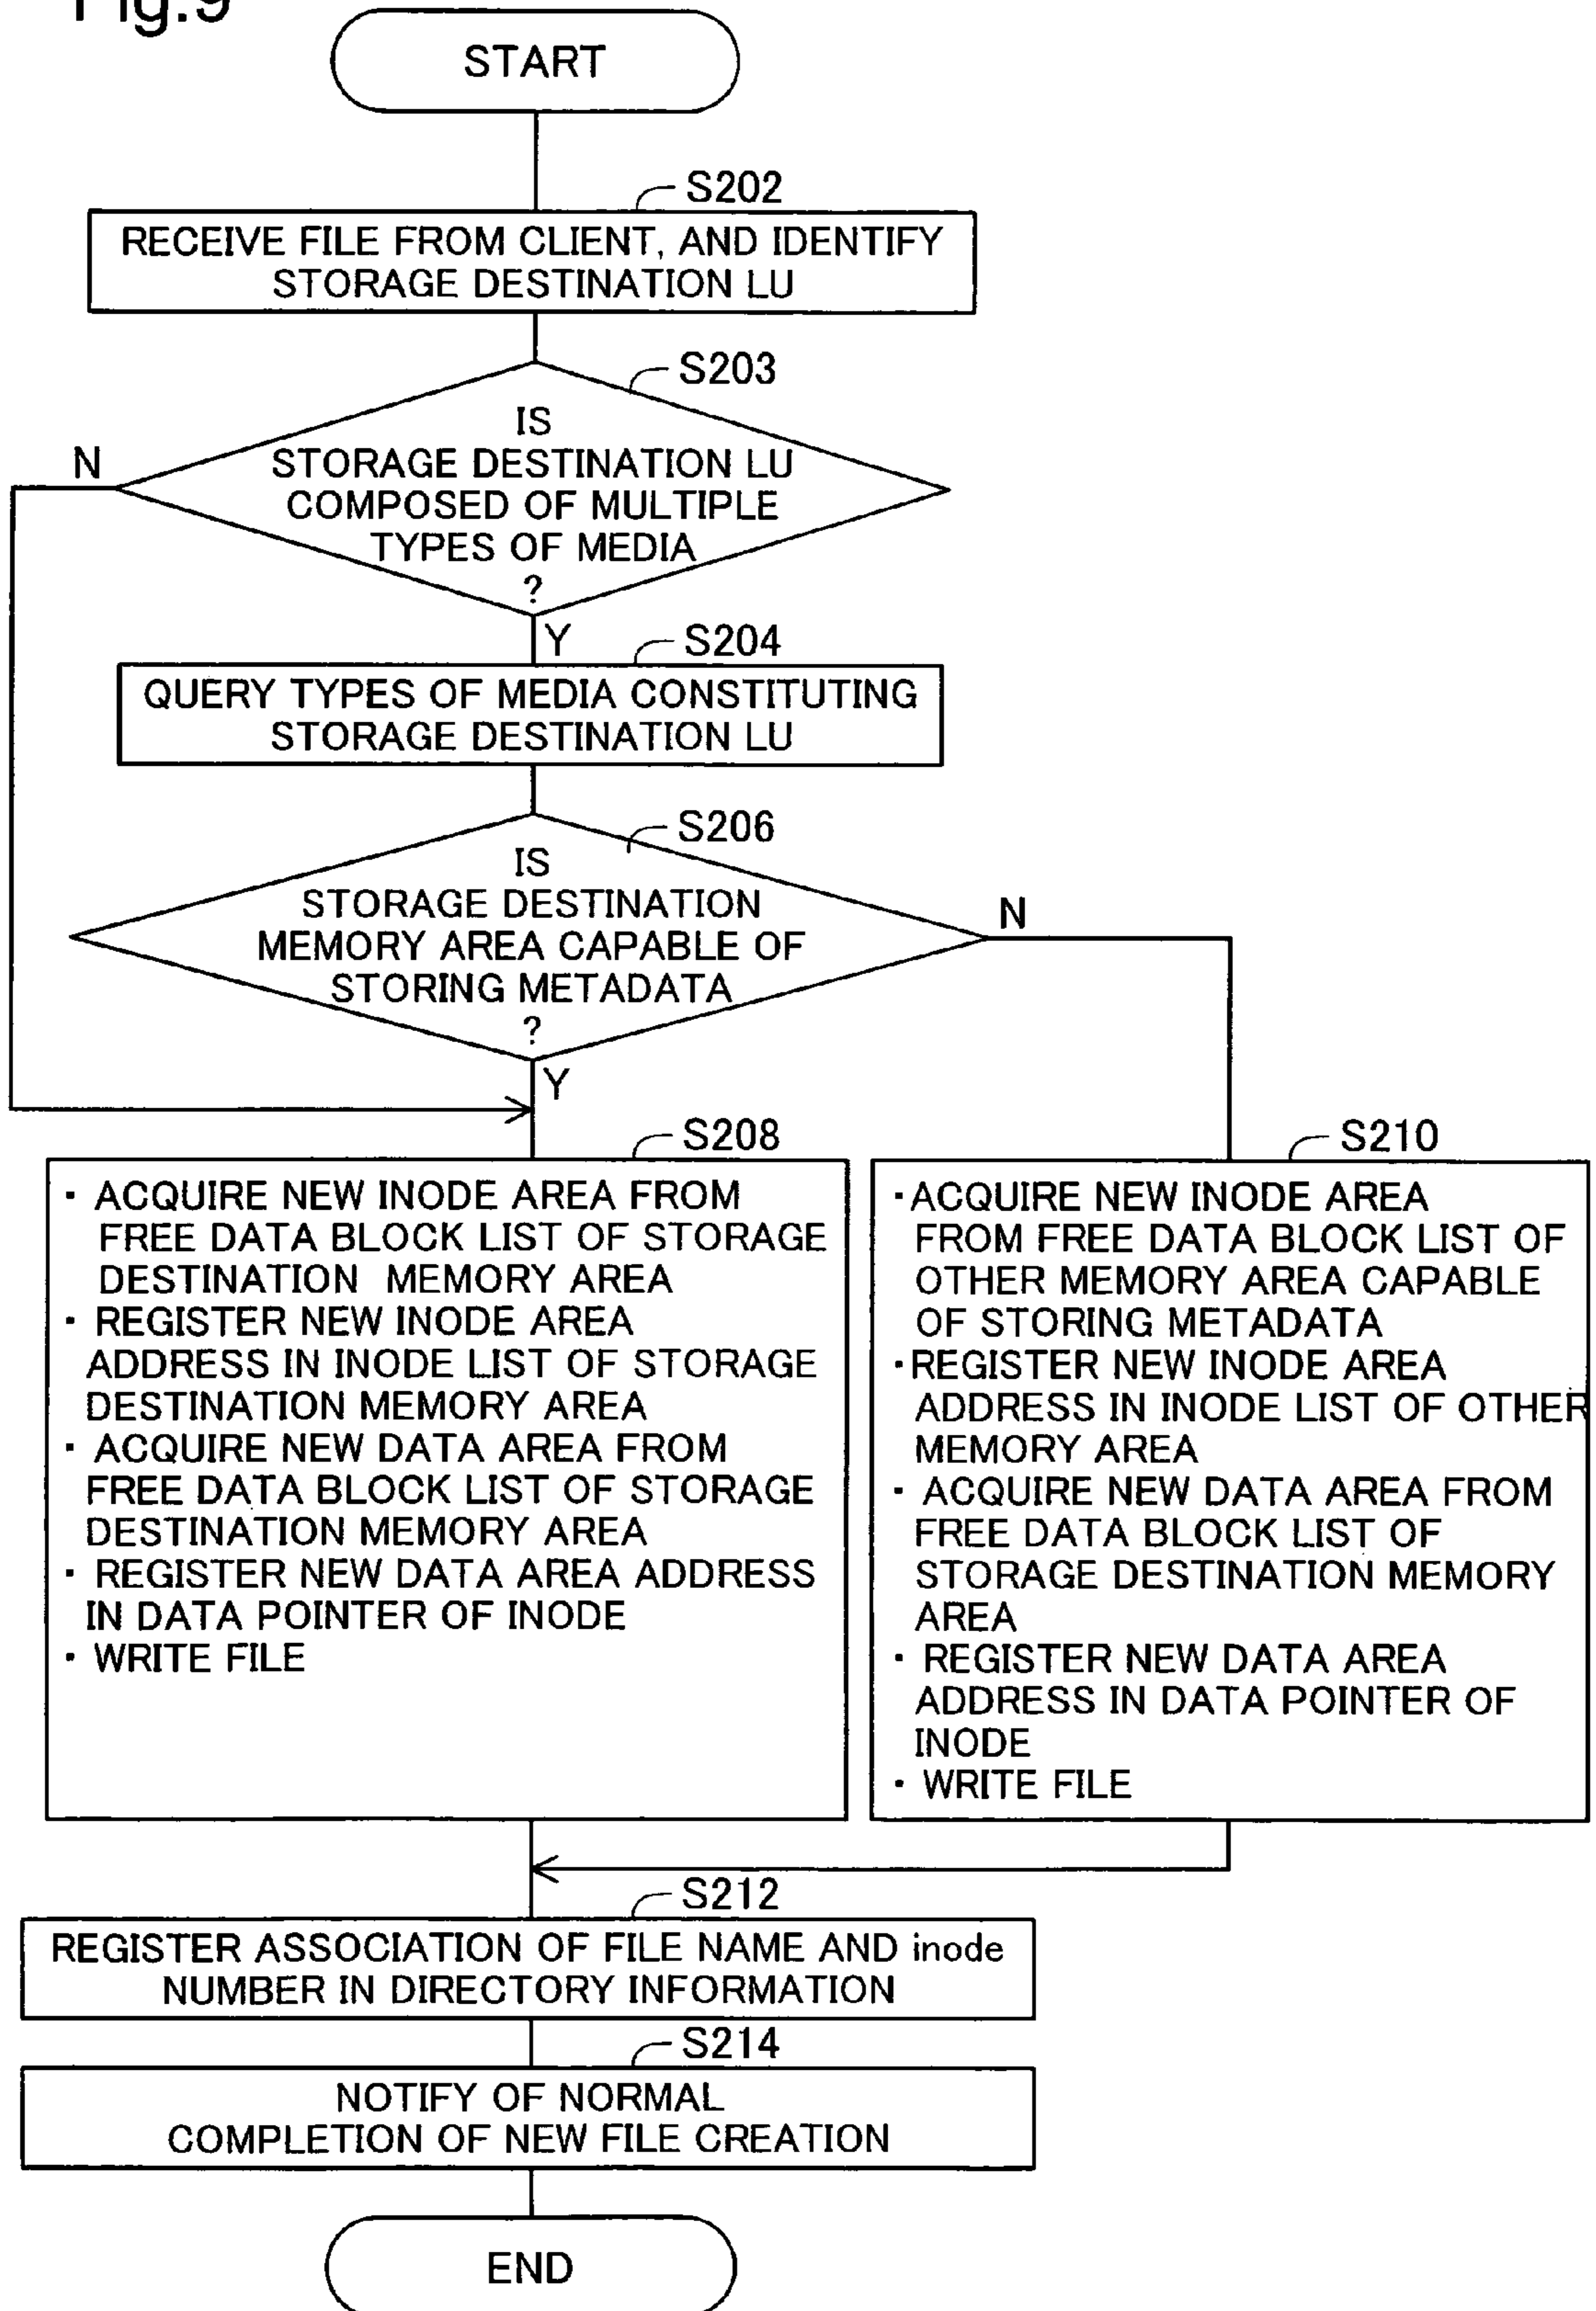 Fig.9
START
S202
RECEIVE FILE FROM CLIENT, AND IDENTIFY
STORAGE DESTINATION LU
S203
IS
STORAGE DESTINATION LU
COMPOSED OF MULTIPLE
TYPES OF MEDIA
?
N
Y
S204
QUERY TYPES OF MEDIA CONSTITUTING
STORAGE DESTINATION LU
S206
IS
STORAGE DESTINATION
MEMORY AREA CAPABLE OF
STORING METADATA
?
N
Y
S208
・ ACQUIRE NEW INODE AREA FROM
FREE DATA BLOCK LIST OF STORAGE
DESTINATION MEMORY AREA
・ REGISTER NEW INODE AREA
ADDRESS IN INODE LIST OF STORAGE
DESTINATION MEMORY AREA
・ ACQUIRE NEW DATA AREA FROM
FREE DATA BLOCK LIST OF STORAGE
DESTINATION MEMORY AREA
・ REGISTER NEW DATA AREA ADDRESS
IN DATA POINTER OF INODE
・ WRITE FILE
S210
・ACQUIRE NEW INODE AREA
FROM FREE DATA BLOCK LIST OF
OTHER MEMORY AREA CAPABLE
OF STORING METADATA
・REGISTER NEW INODE AREA
ADDRESS IN INODE LIST OF OTHER
MEMORY AREA
・ ACQUIRE NEW DATA AREA FROM
FREE DATA BLOCK LIST OF
STORAGE DESTINATION MEMORY
AREA
・ REGISTER NEW DATA AREA
ADDRESS IN DATA POINTER OF
INODE
・ WRITE FILE
S212
REGISTER ASSOCIATION OF FILE NAME AND inode
NUMBER IN DIRECTORY INFORMATION
S214
NOTIFY OF NORMAL
COMPLETION OF NEW FILE CREATION
END